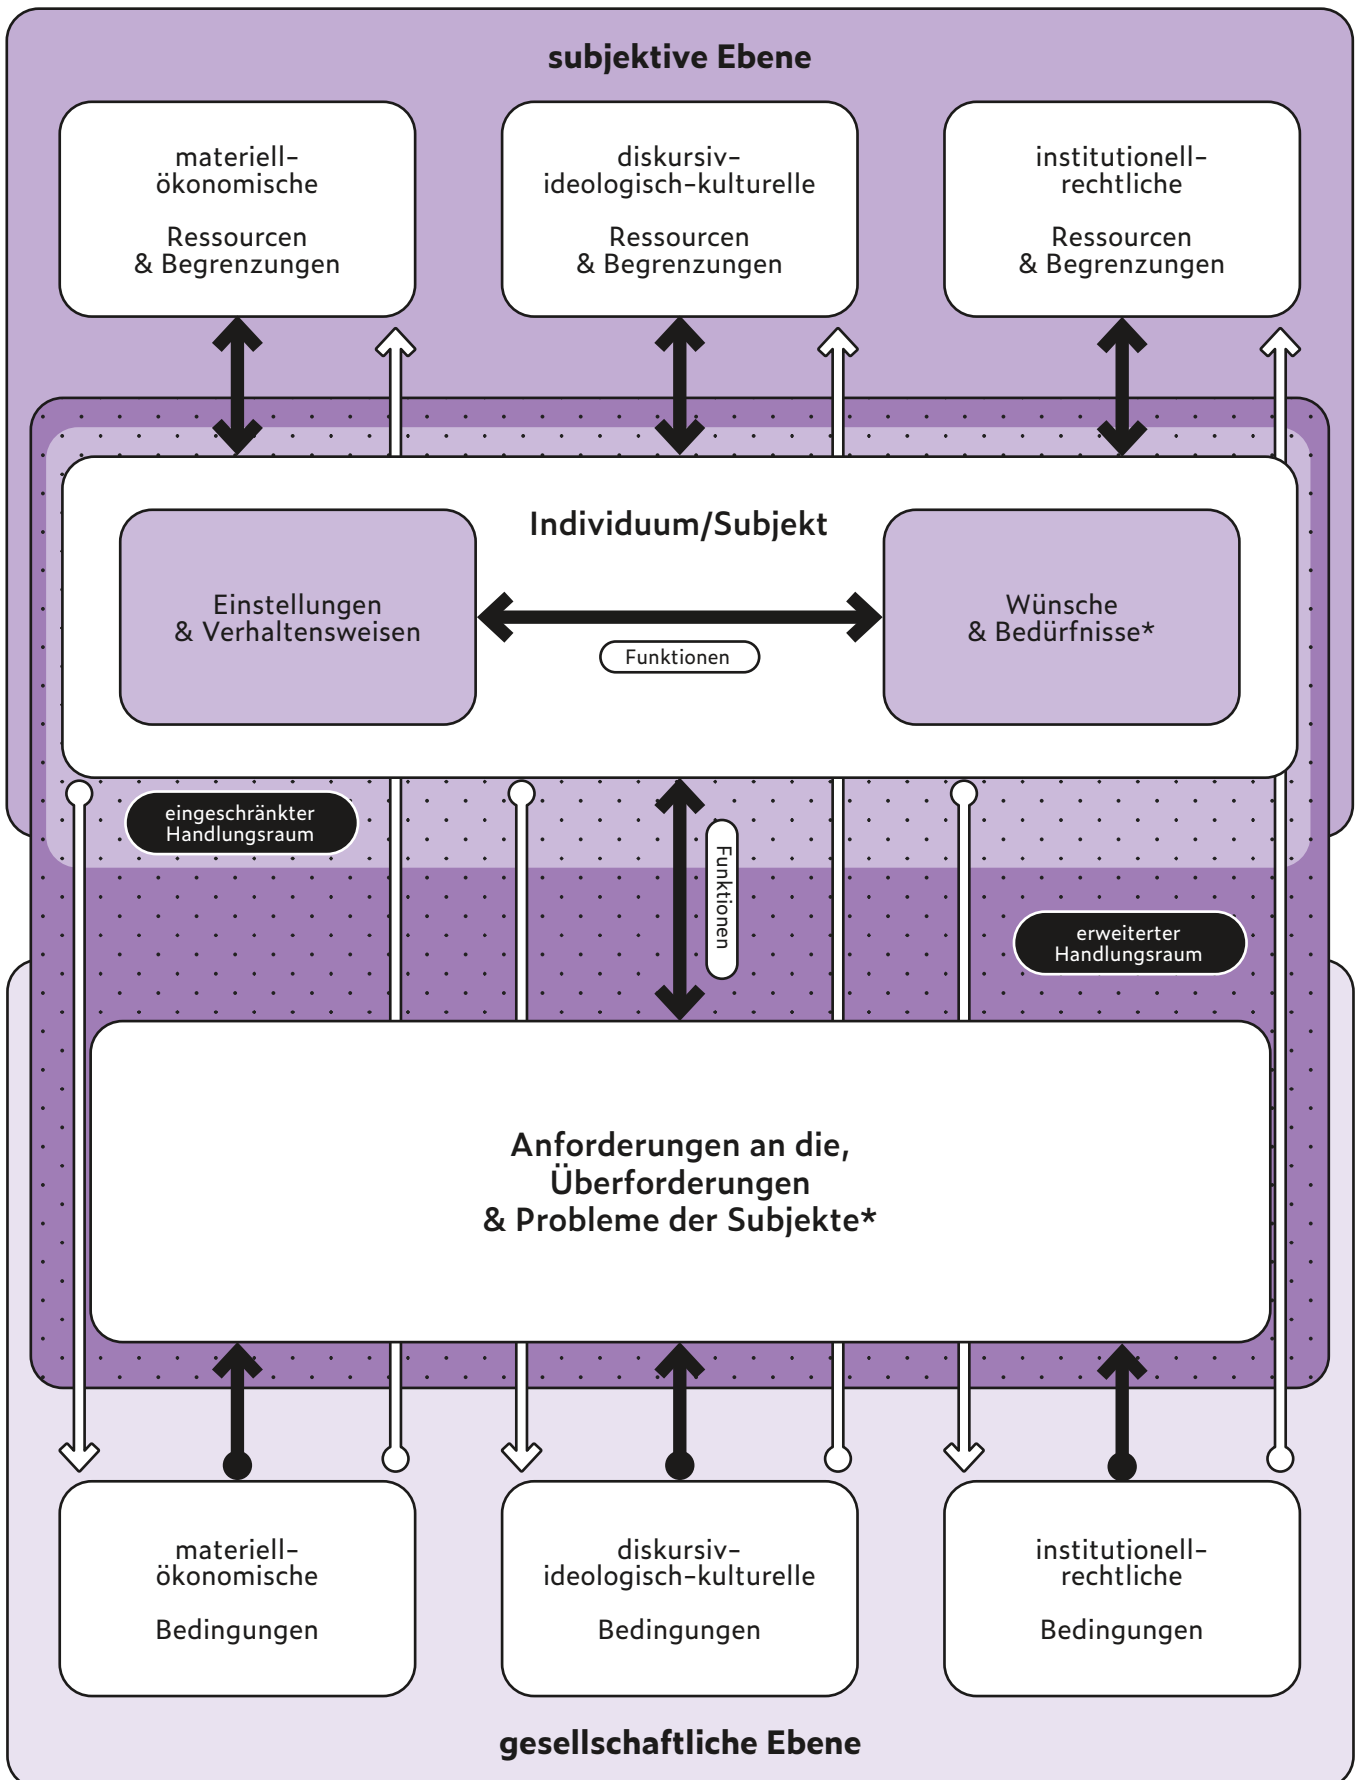 subjektive Ebene
materiell-
ökonomische
Ressourcen
& Begrenzungen
diskursiv-
ideologisch-kulturelle
Ressourcen
& Begrenzungen
institutionell-
rechtliche
Ressourcen
& Begrenzungen
Individuum/Subjekt
Einstellungen
& Verhaltensweisen
Funktionen
Wünsche
& Bedürfnisse*
eingeschränkter
Handlungsraum
Funktionen
erweiterter
Handlungsraum
Anforderungen an die,
Überforderungen
& Probleme der Subjekte*
materiell-
ökonomische
Bedingungen
diskursiv-
ideologisch-kulturelle
Bedingungen
institutionell-
rechtliche
Bedingungen
gesellschaftliche Ebene